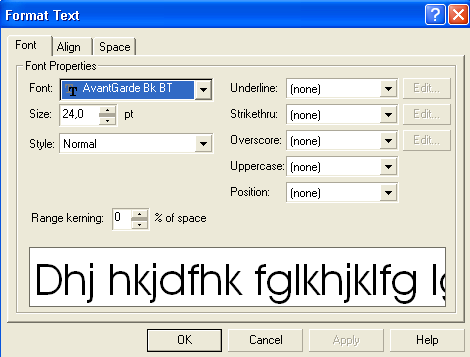 Format Text
Font Align Space
Font Properties
Font: AvantGarde Bk BT
Size: 24,0 pt
Style: Normal
Underline: (none) Edit...
Strikethru: (none) Edit...
Overscore: (none) Edit...
Uppercase: (none)
Position: (none)
Range kerning: 0 % of space
Dhj hkjdfhk fglkhjklfg lg
OK Cancel Apply Help